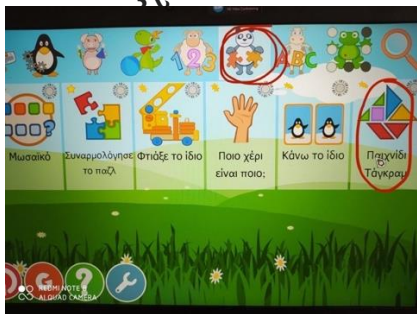 123
ABC
Μωσαϊκό
Συναρμολόγησε
το παζλ
Φτιάξε το ίδιο
Ποιο χέρι
είναι ποιο;
Κάνω το ίδιο
Παιχνίδι
Τάγκραμ
REDMI NOTE 8
AI QUAD CAMERA